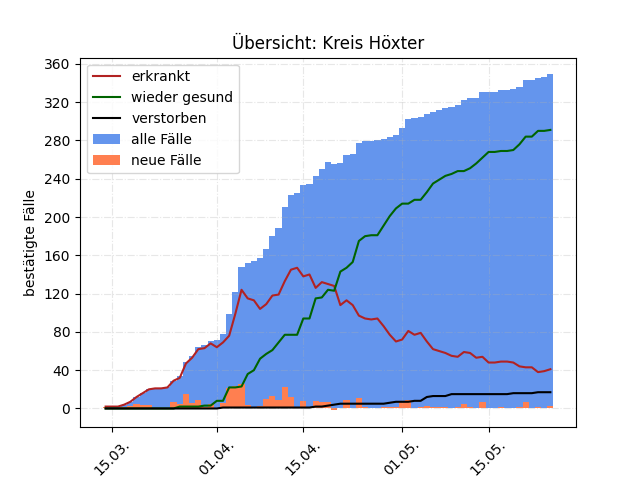 Übersicht: Kreis Höxter
erkrankt
wieder gesund
verstorben
alle Fälle
neue Fälle
bestätigte Fälle
360
320
280
240
200
160
120
80
40
0
15.03.
01.04.
15.04.
01.05.
15.05.